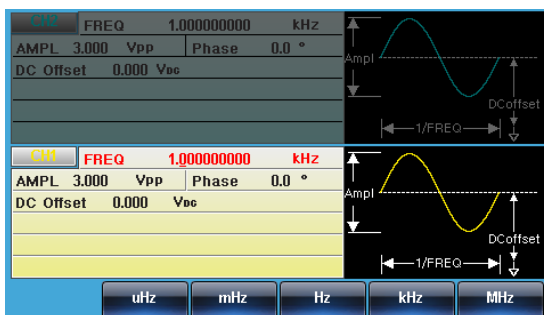 CH2 FREQ 1.000000000 kHz
AMPL 3.000 Vpp Phase 0.0 °
DC Offset 0.000 VDC
Ampl
DCoffset
1/FREQ
CH1 FREQ 1.000000000 kHz
AMPL 3.000 Vpp Phase 0.0 °
DC Offset 0.000 VDC
Ampl
DCoffset
1/FREQ
uHz mHz Hz kHz MHz